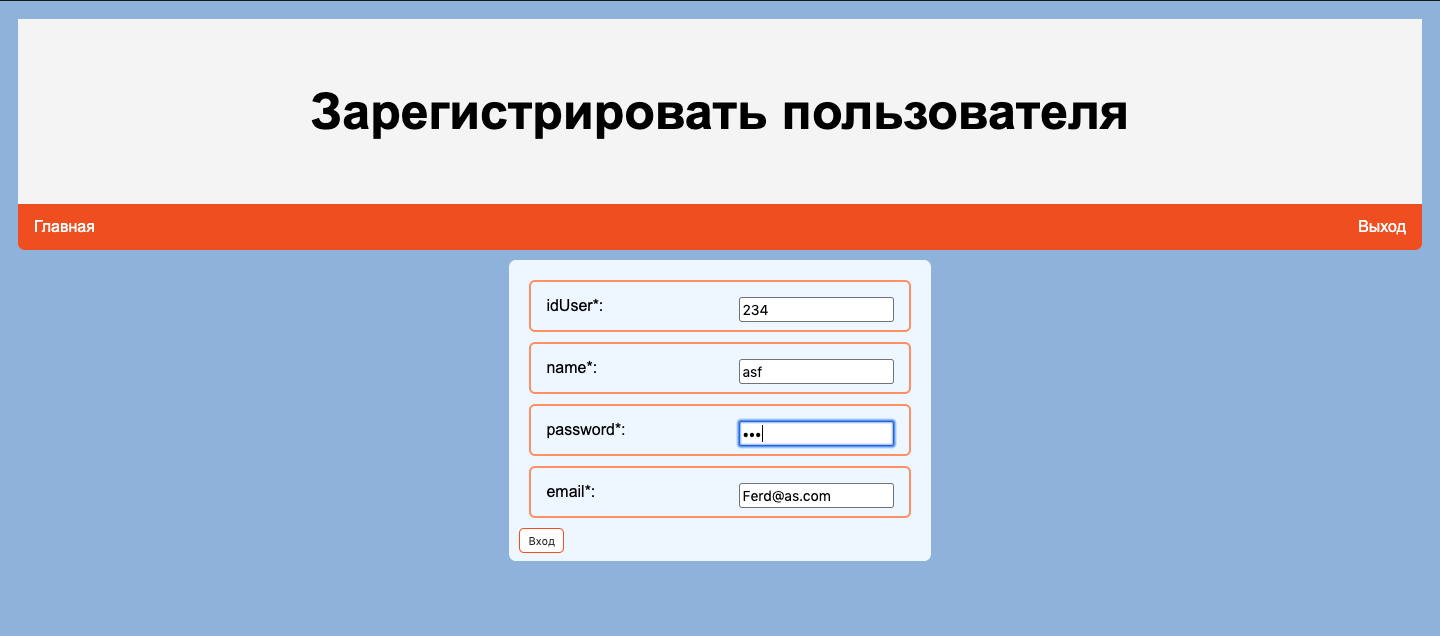 Зарегистрировать пользователя
Главная Выход
idUser*: 234
name*: asf
password*: •••
email*: Ferd@as.com
Вход